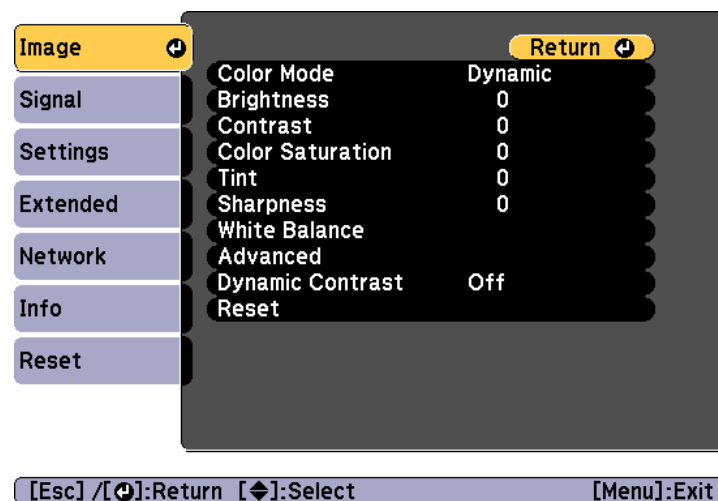 Image
Signal
Settings
Extended
Network
Info
Reset
Return
Color Mode Dynamic
Brightness 0
Contrast 0
Color Saturation 0
Tint 0
Sharpness 0
White Balance
Advanced
Dynamic Contrast Off
Reset
[Esc] /[⏎]:Return [◆]:Select [Menu]:Exit